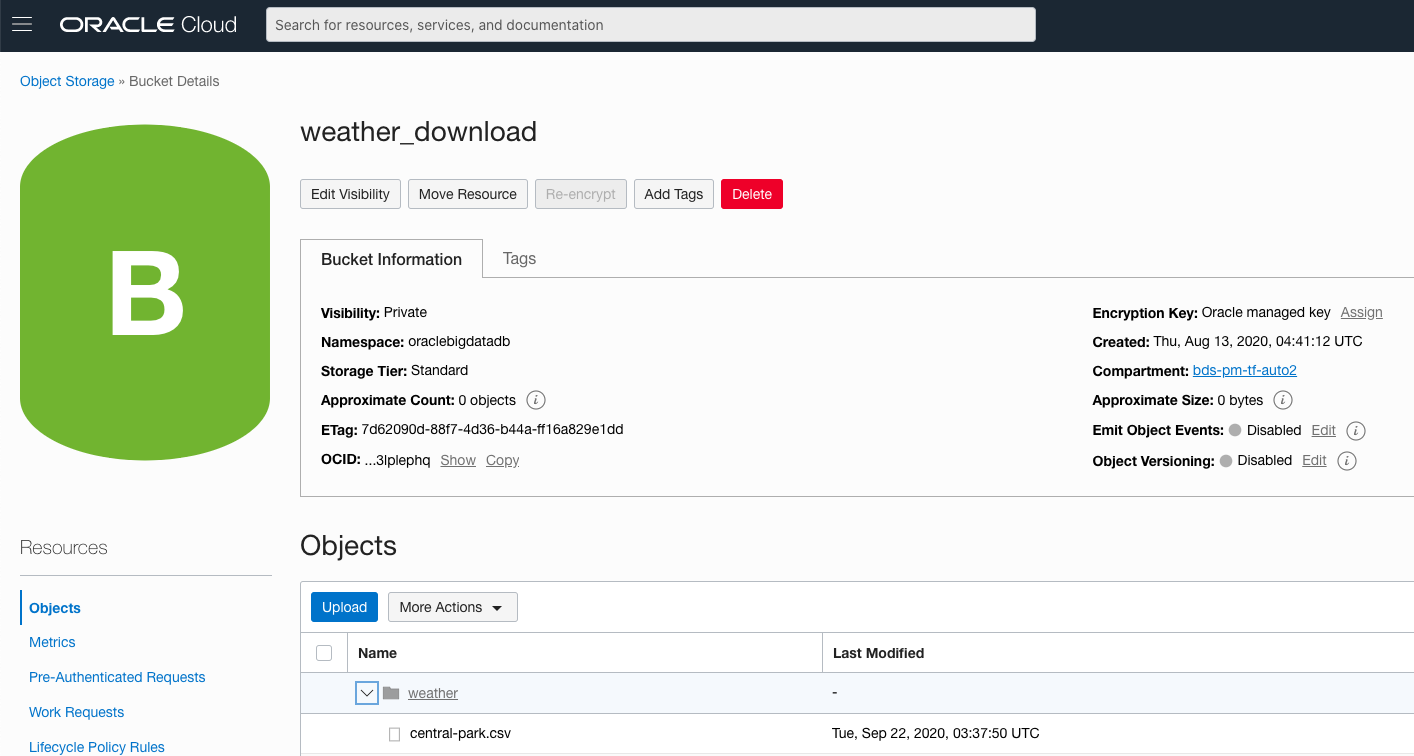 ORACLE Cloud
Search for resources, services, and documentation
Object Storage » Bucket Details
B
weather_download
Edit Visibility Move Resource Re-encrypt Add Tags Delete
Bucket Information Tags
Visibility: Private
Namespace: oraclebigdatadb
Storage Tier: Standard
Approximate Count: 0 objects i
ETag: 7d62090d-88f7-4d36-b44a-ff16a829e1dd
OCID: ...3lplephq Show Copy
Encryption Key: Oracle managed key Assign
Created: Thu, Aug 13, 2020, 04:41:12 UTC
Compartment: bds-pm-tf-auto2
Approximate Size: 0 bytes i
Emit Object Events: Disabled Edit i
Object Versioning: Disabled Edit i
Resources
Objects
Metrics
Pre-Authenticated Requests
Work Requests
Lifecycle Policy Rules
Objects
Upload More Actions
Name Last Modified
weather -
central-park.csv Tue, Sep 22, 2020, 03:37:50 UTC